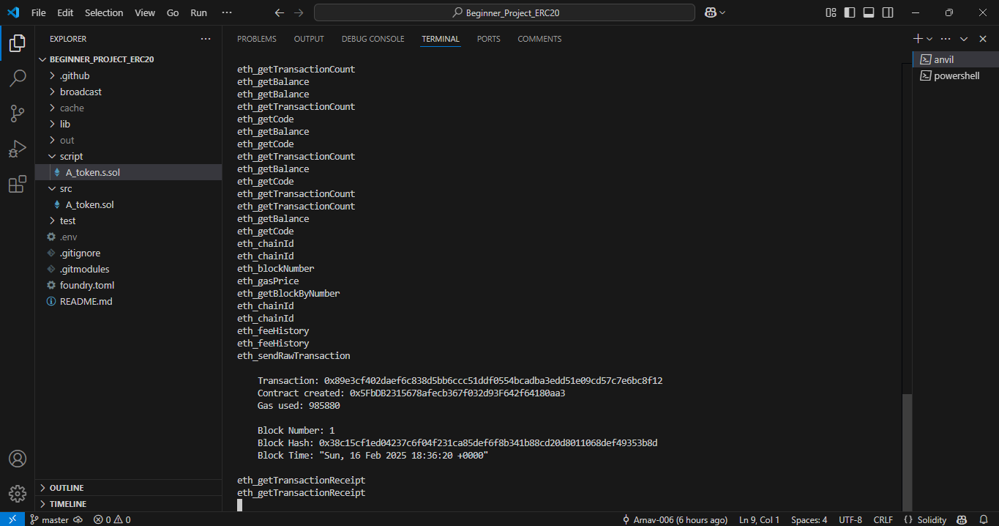 File Edit Selection View Go Run ··· Beginner_Project_ERC20
EXPLORER ···
BEGINNER_PROJECT_ERC20
.github
broadcast
cache
lib
out
script
A_token.s.sol
src
A_token.sol
test
.env
.gitignore
.gitmodules
foundry.toml
README.md
OUTLINE
TIMELINE
PROBLEMS OUTPUT DEBUG CONSOLE TERMINAL PORTS COMMENTS
eth_getTransactionCount
eth_getBalance
eth_getBalance
eth_getTransactionCount
eth_getCode
eth_getBalance
eth_getCode
eth_getTransactionCount
eth_getBalance
eth_getCode
eth_getTransactionCount
eth_getTransactionCount
eth_getBalance
eth_getCode
eth_chainId
eth_chainId
eth_blockNumber
eth_gasPrice
eth_getBlockByNumber
eth_chainId
eth_chainId
eth_feeHistory
eth_feeHistory
eth_sendRawTransaction
Transaction: 0x89e3cf402daef6c838d5bb6ccc51ddf0554bcadba3edd51e09cd57c7e6bc8f12
Contract created: 0x5FbDB2315678afecb367f032d93F642f64180aa3
Gas used: 985880
Block Number: 1
Block Hash: 0x38c15cf1ed04237c6f04f231ca85def6f8b341b88cd20d8011068def49353b8d
Block Time: "Sun, 16 Feb 2025 18:36:20 +0000"
eth_getTransactionReceipt
eth_getTransactionReceipt
anvil
powershell
master 0 0 Arnav-006 (6 hours ago) Ln 9, Col 1 Spaces: 4 UTF-8 CRLF {} Solidity